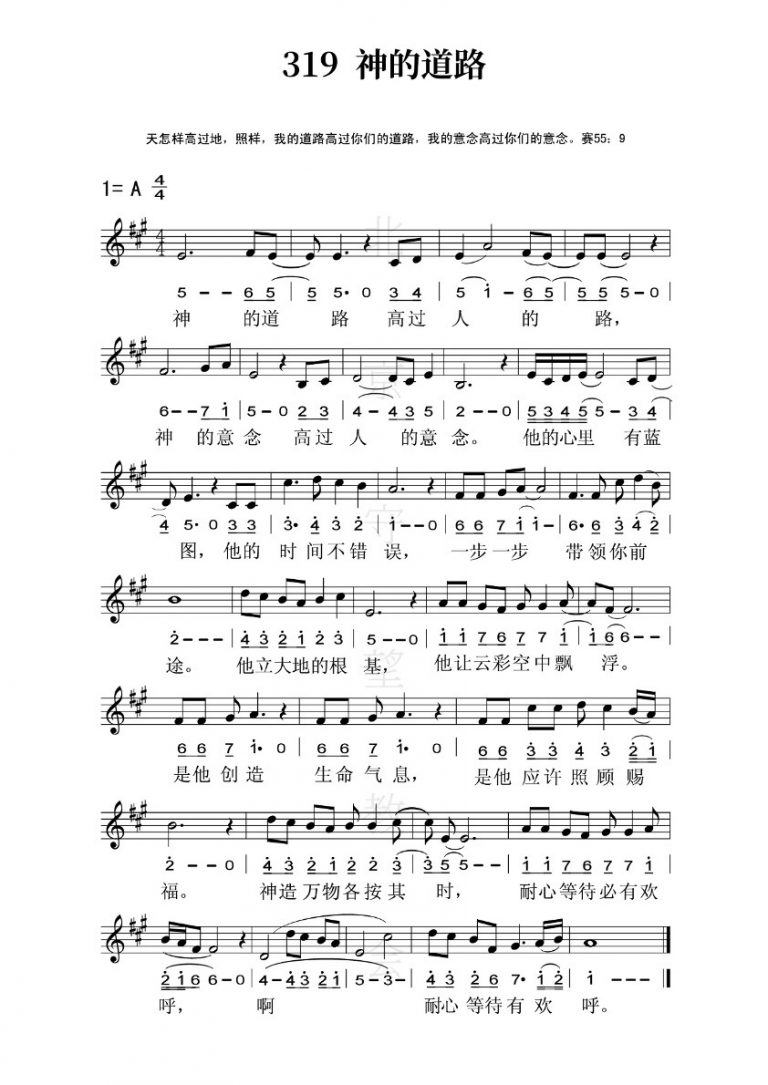 319 神的道路
天怎样高过地，照样，我的道路高过你们的道路，我的意念高过你们的意念。赛55：9
1= A 4/4
5 - - 6 5 | 5 5· 0 3 4 | 5 i - 6 5 | 5 5 5 - 0
神 的道 路 高过 人 的 路，
6 - - 7 i | 5 - 0 2 3 | 4 - 4 3 5 | 2 - - 0 | 5 3 4 5 5 - 3 4
神 的意 念 高过 人 的意 念。 他的心里 有蓝
4 5· 0 3 3 | 3· 4 3 2 i - - 0 | 6 6 7 i i - | 6· 6 3 4 2
图， 他的 时间不错 误， 一步一步 带领你前
2 - - - | 4 3 2 1 2 3 | 5 - - 0 | i i 7 6 7 7 i | i 6 6 - -
途。 他立大地的根 基， 他让云彩空中飘 浮。
6 6 7 i· 0 | 6 6 7 i· 0 | 6 6 3 3 4 3 2 i
是他 创造 生命 气息， 是他 应许 照顾 赐
2 - - 0 | 4 3 2 1 2 2 3 | 3 5 5 - - | i i 7 6 7 7 i
福。 神造 万物各按 其 时， 耐心等待必有欢
2 i 6 6 - 0 | 4 - 4 3 2 i | 5 - 3 - 0 | 4 3 2 6 7· i 2 | i - - -
呼， 啊 耐心 等待 有 欢 呼。
北京守望教会